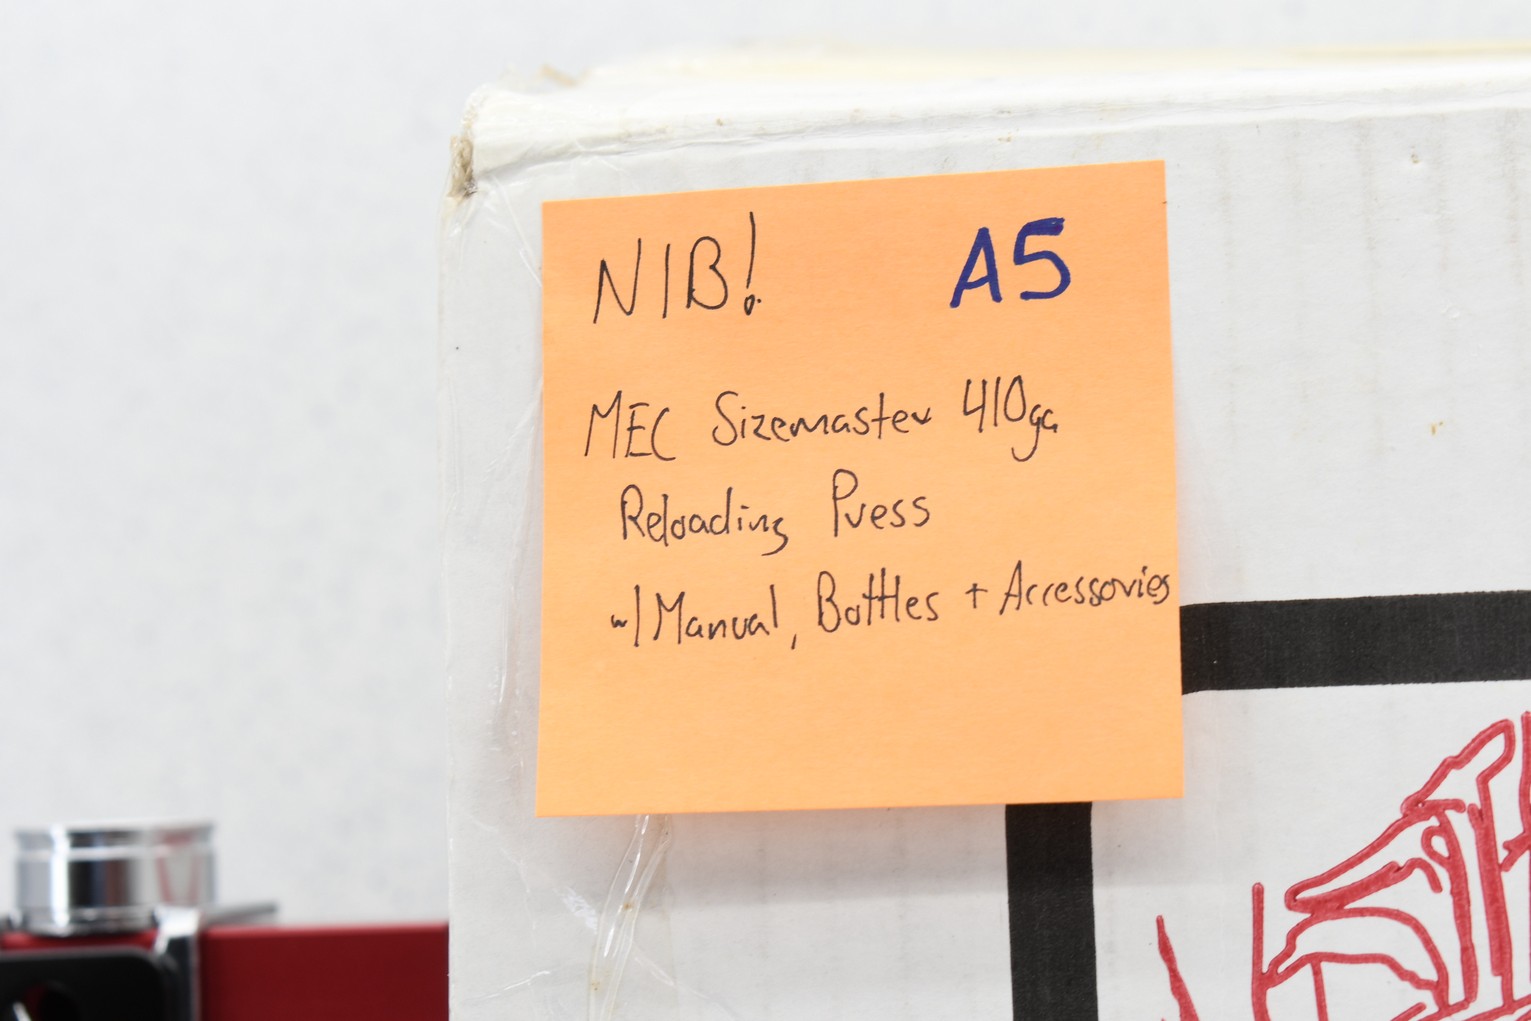 NIB! A5
MEC Sizemaster 410ga
Reloading Press
w/ Manual, Bottles + Accessories